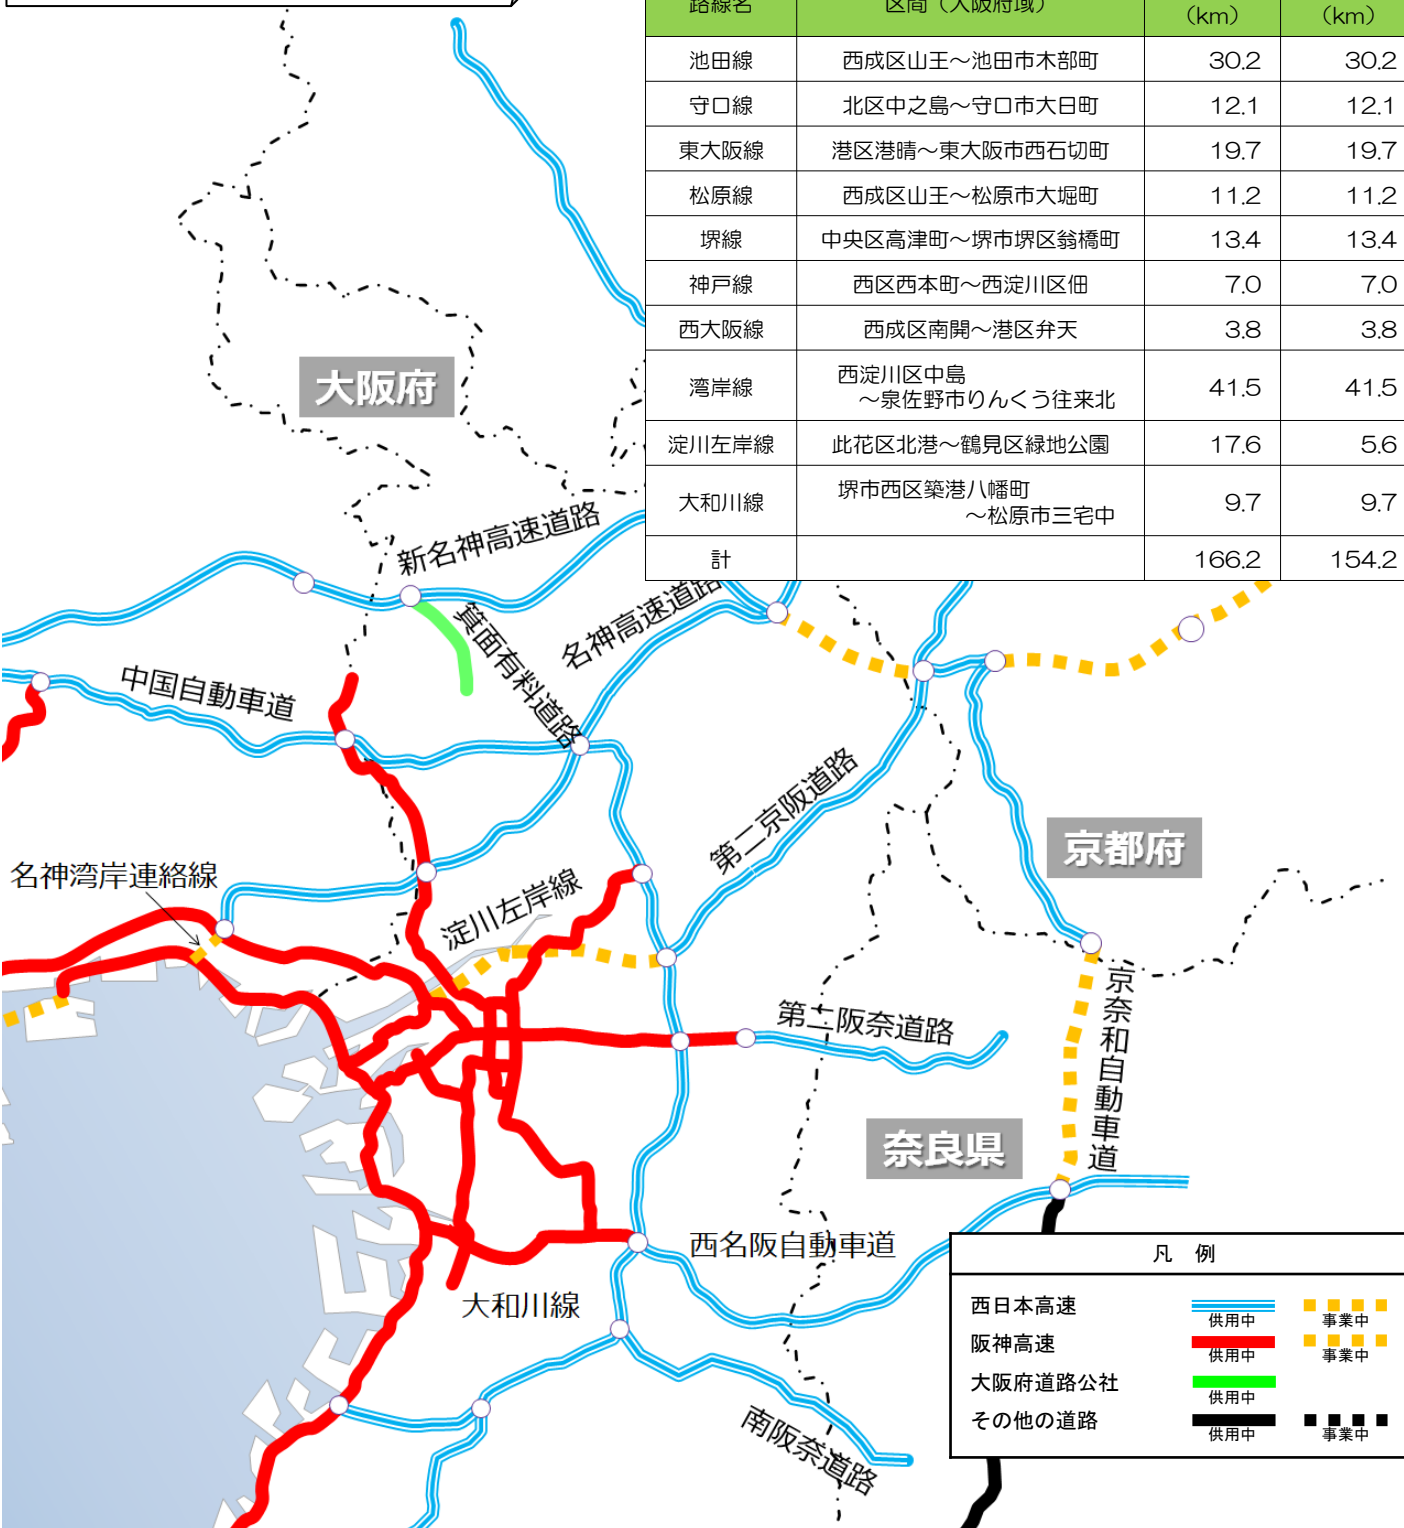 路線名 区間（大阪府域）
（km） （km）
池田線 西成区山王～池田市木部町 30.2 30.2
守口線 北区中之島～守口市大日町 12.1 12.1
東大阪線 港区港晴～東大阪市西石切町 19.7 19.7
松原線 西成区山王～松原市大堀町 11.2 11.2
堺線 中央区高津町～堺市堺区翁橋町 13.4 13.4
神戸線 西区西本町～西淀川区佃 7.0 7.0
西大阪線 西成区南開～港区弁天 3.8 3.8
湾岸線 西淀川区中島
～泉佐野市りんくう往来北 41.5 41.5
淀川左岸線 此花区北港～鶴見区緑地公園 17.6 5.6
大和川線 堺市西区築港八幡町
～松原市三宅中 9.7 9.7
計 166.2 154.2
大阪府
新名神高速道路
箕面有料道路
名神高速道路
中国自動車道
第二京阪道路
京都府
名神湾岸連絡線
淀川左岸線
第二阪奈道路
京奈和自動車道
奈良県
西名阪自動車道
大和川線
南阪奈道路
凡 例
西日本高速 供用中 事業中
阪神高速 供用中 事業中
大阪府道路公社 供用中
その他の道路 供用中 事業中